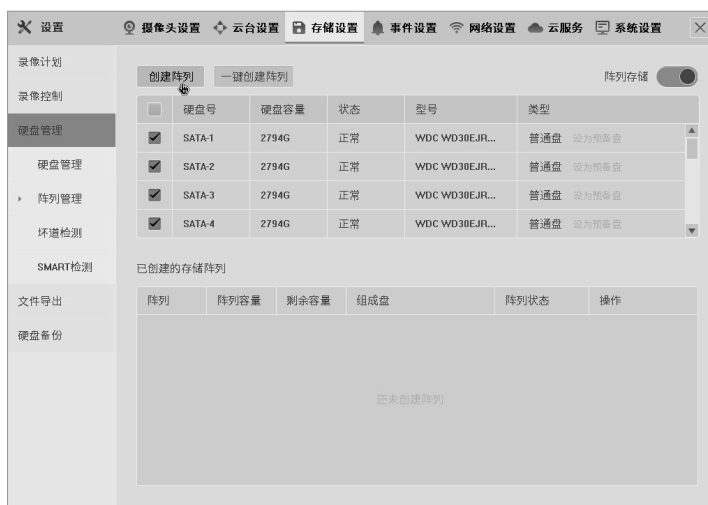 设置 摄像头设置 云台设置 存储设置 事件设置 网络设置 云服务 系统设置
录像计划
录像控制
硬盘管理
硬盘管理
阵列管理
坏道检测
SMART检测
文件导出
硬盘备份
创建阵列 一键创建阵列 阵列存储
硬盘号 硬盘容量 状态 型号 类型
SATA-1 2794G 正常 WDC WD30EJR... 普通盘 设为预备盘
SATA-2 2794G 正常 WDC WD30EJR... 普通盘 设为预备盘
SATA-3 2794G 正常 WDC WD30EJR... 普通盘 设为预备盘
SATA-4 2794G 正常 WDC WD30EJR... 普通盘 设为预备盘
已创建的存储阵列
阵列 阵列容量 剩余容量 组成盘 阵列状态 操作
还未创建阵列